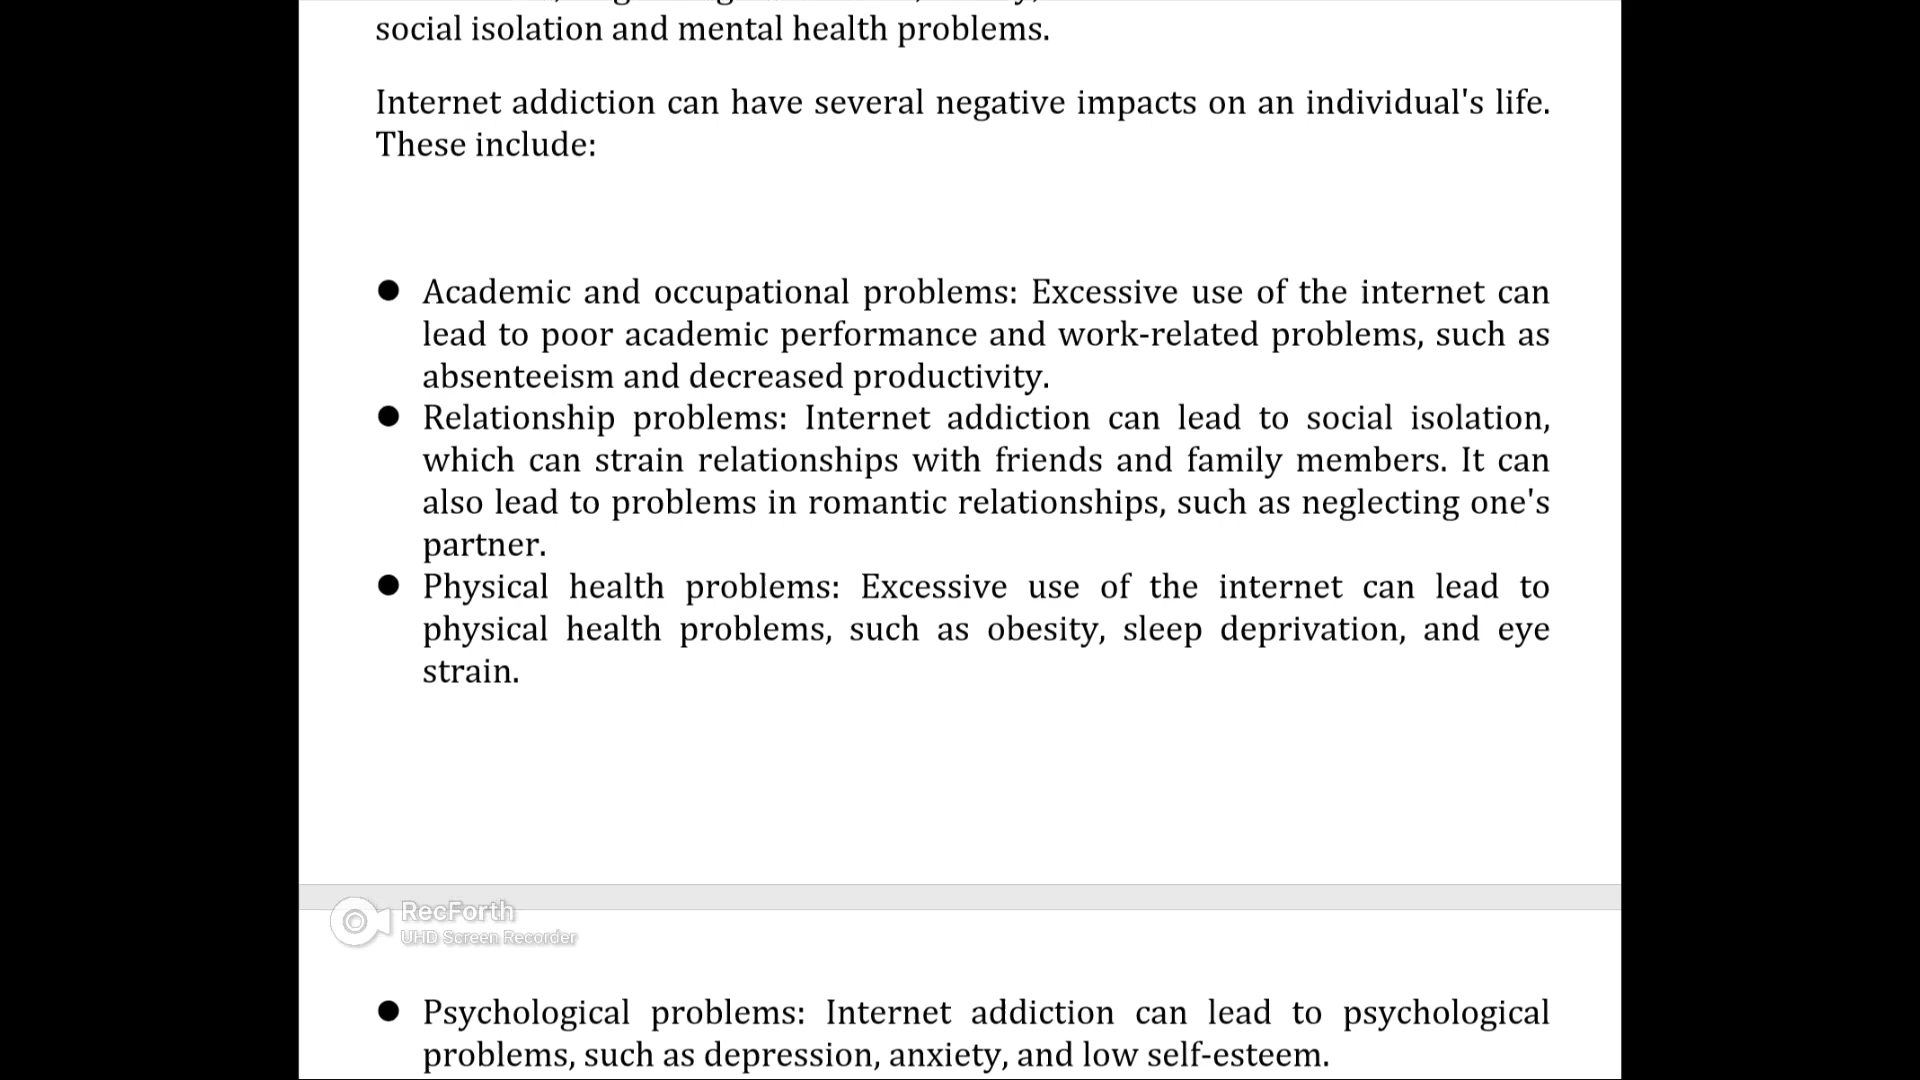 social isolation and mental health problems.
Internet addiction can have several negative impacts on an individual's life.
These include:
● Academic and occupational problems: Excessive use of the internet can
lead to poor academic performance and work-related problems, such as
absenteeism and decreased productivity.
● Relationship problems: Internet addiction can lead to social isolation,
which can strain relationships with friends and family members. It can
also lead to problems in romantic relationships, such as neglecting one's
partner.
● Physical health problems: Excessive use of the internet can lead to
physical health problems, such as obesity, sleep deprivation, and eye
strain.
RecForth
UHD Screen Recorder
● Psychological problems: Internet addiction can lead to psychological
problems, such as depression, anxiety, and low self-esteem.